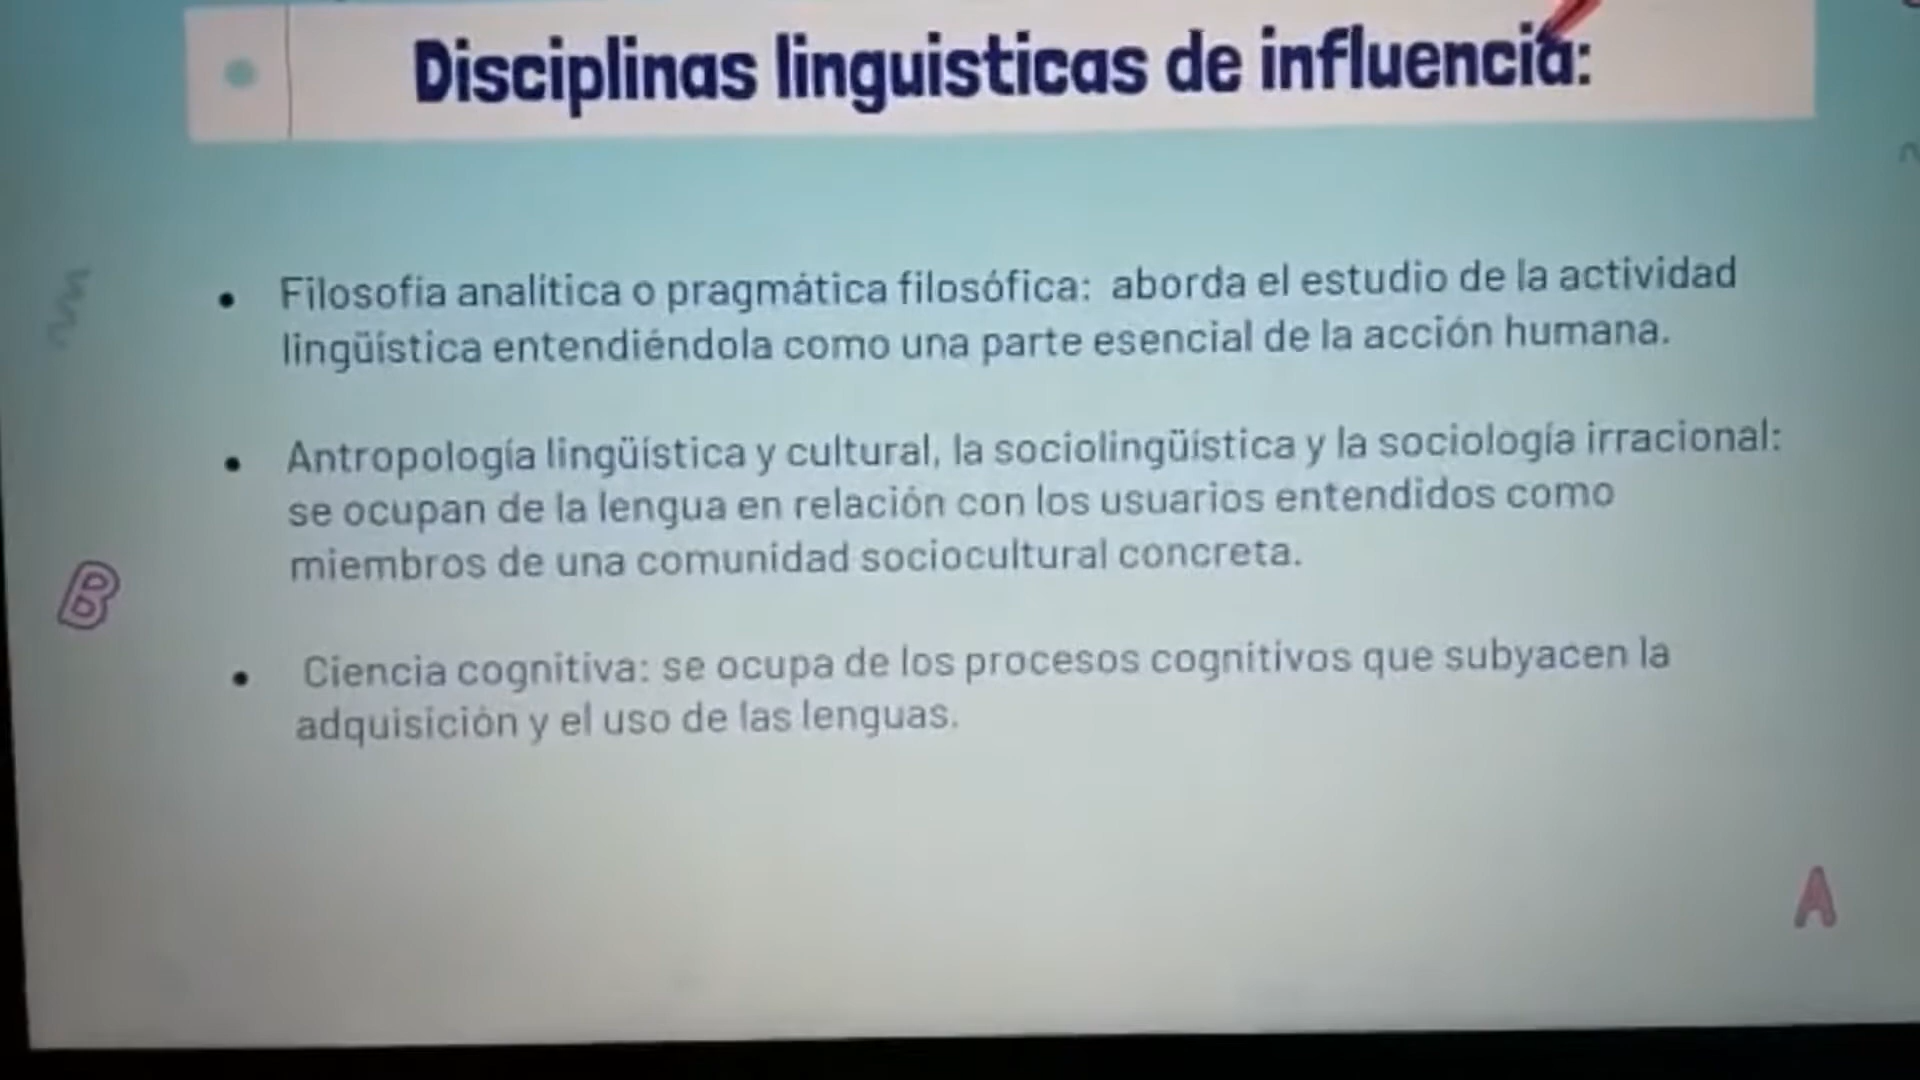 Disciplinas linguisticas de influencia:
• Filosofía analítica o pragmática filosófica: aborda el estudio de la actividad
lingüística entendiéndola como una parte esencial de la acción humana.
• Antropología lingüística y cultural, la sociolingüística y la sociología irracional:
se ocupan de la lengua en relación con los usuarios entendidos como
miembros de una comunidad sociocultural concreta.
B
• Ciencia cognitiva: se ocupa de los procesos cognitivos que subyacen la
adquisición y el uso de las lenguas.
A